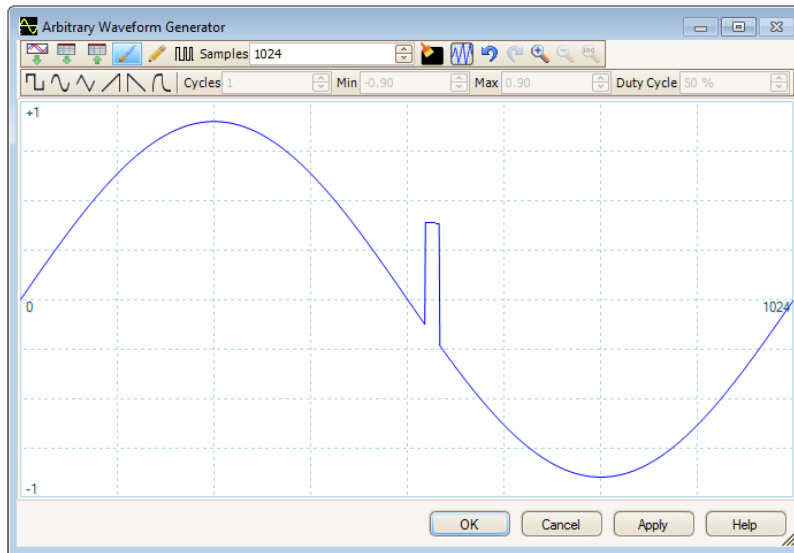 Arbitrary Waveform Generator
Samples 1024
Cycles 1 Min -0.90 Max 0.90 Duty Cycle 50 %
+1
0 1024
-1
OK Cancel Apply Help